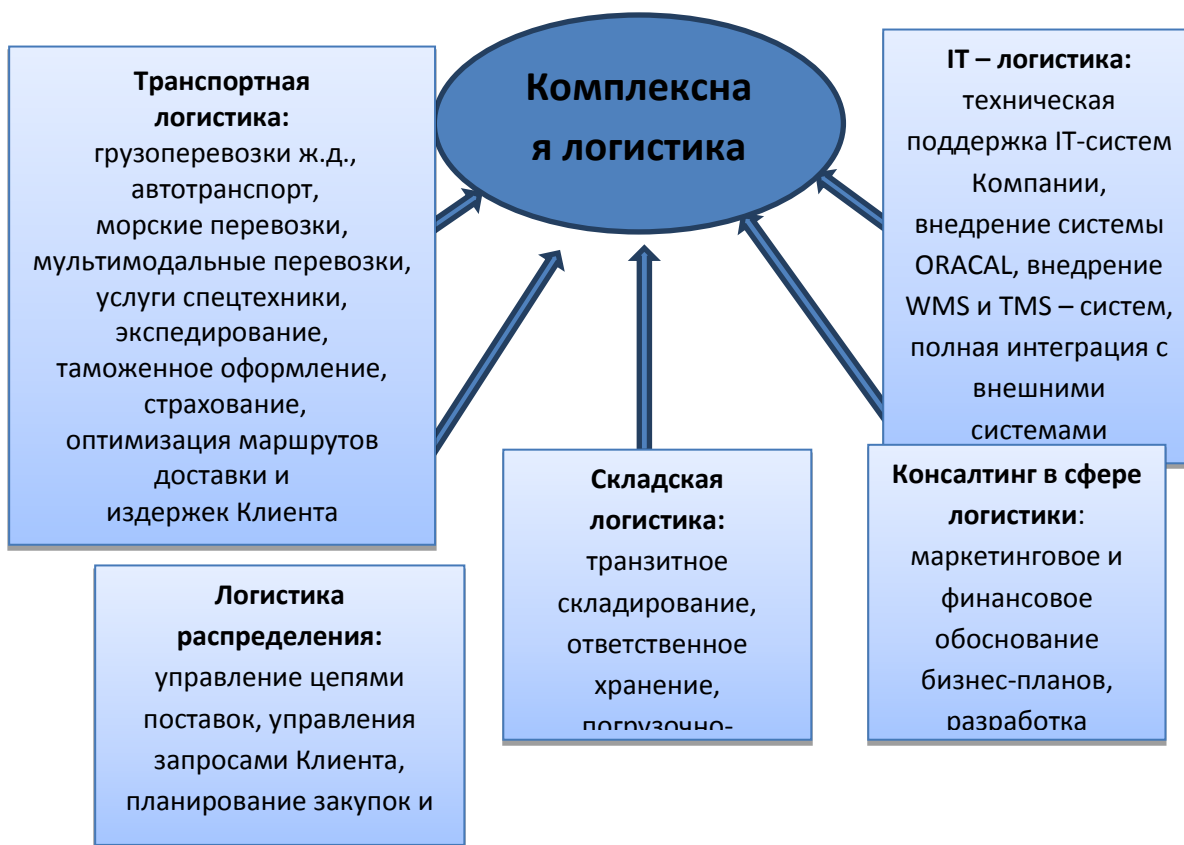 Комплексна
я логистика
Транспортная
логистика:
грузоперевозки ж.д.,
автотранспорт,
морские перевозки,
мультимодальные перевозки,
услуги спецтехники,
экспедирование,
таможенное оформление,
страхование,
оптимизация маршрутов
доставки и
издержек Клиента
IT – логистика:
техническая
поддержка IT-систем
Компании,
внедрение системы
ORACAL, внедрение
WMS и TMS – систем,
полная интеграция с
внешними
системами
Логистика
распределения:
управление цепями
поставок, управления
запросами Клиента,
планирование закупок и
Складская
логистика:
транзитное
складирование,
ответственное
хранение,
погрузочно-
Консалтинг в сфере
логистики:
маркетинговое и
финансовое
обоснование
бизнес-планов,
разработка